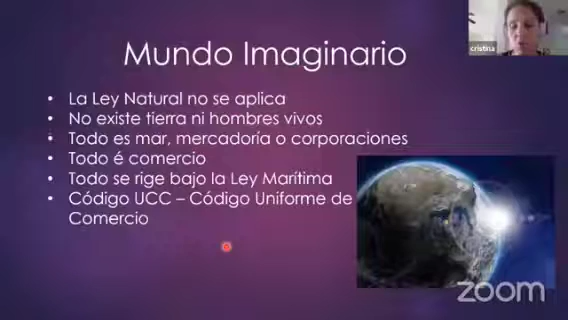 cristina
Mundo Imaginario
• La Ley Natural no se aplica
• No existe tierra ni hombres vivos
• Todo es mar, mercadoría o corporaciones
• Todo é comercio
• Todo se rige bajo la Ley Marítima
• Código UCC – Código Uniforme de
Comercio
zoom